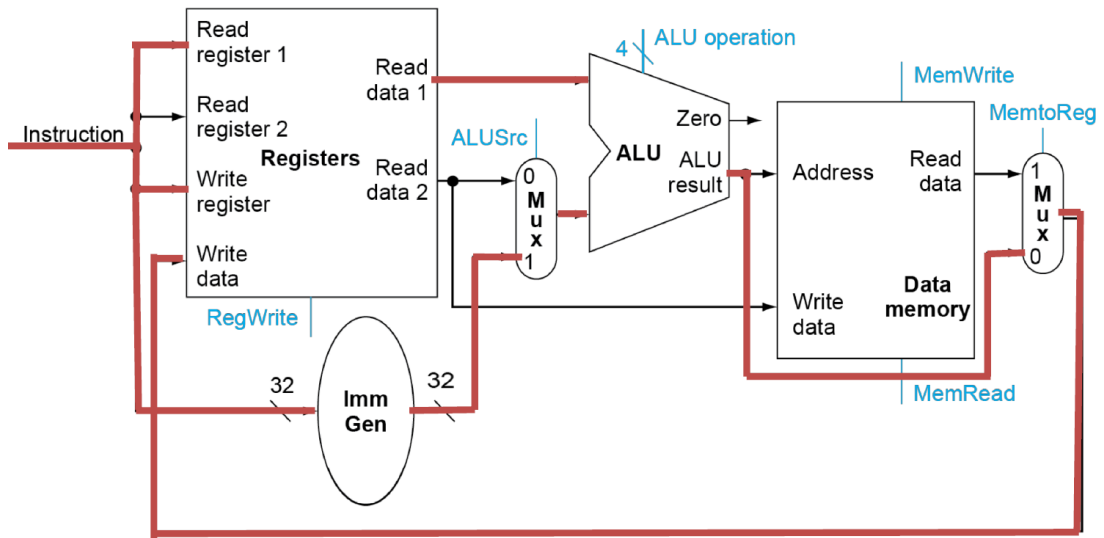 Instruction
Read
register 1
Read
register 2
Registers
Write
register
Write
data
Read
data 1
Read
data 2
RegWrite
32
Imm
Gen
32
ALUSrc
0
M
u
x
1
4
ALU operation
Zero
ALU
ALU
result
MemWrite
Address
Read
data
Write
data
Data
memory
MemRead
MemtoReg
1
M
u
x
0